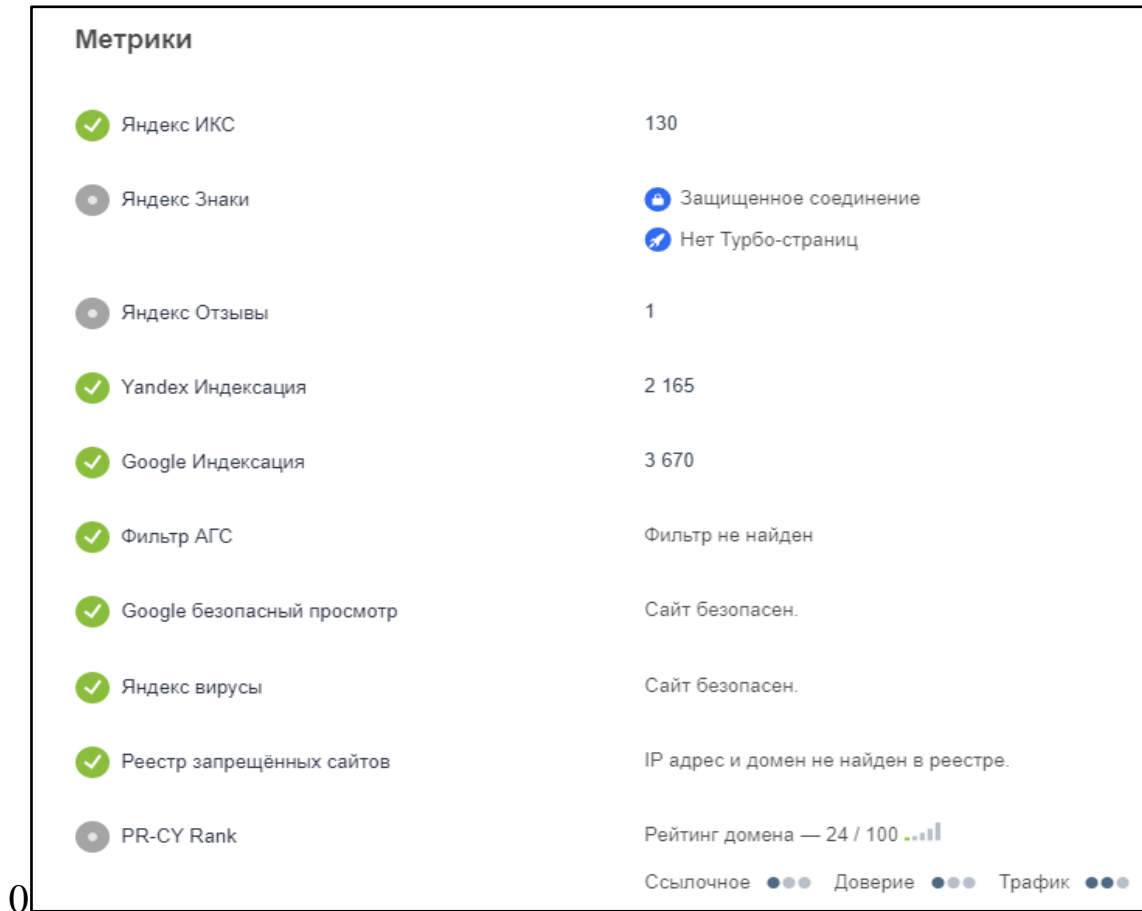 Метрики
Яндекс ИКС 130
Яндекс Знаки Защищенное соединение
Нет Турбо-страниц
Яндекс Отзывы 1
Yandex Индексация 2 165
Google Индексация 3 670
Фильтр АГС Фильтр не найден
Google безопасный просмотр Сайт безопасен.
Яндекс вирусы Сайт безопасен.
Реестр запрещённых сайтов IP адрес и домен не найден в реестре.
PR-CY Rank Рейтинг домена — 24 / 100
Ссылочное Доверие Трафик
0